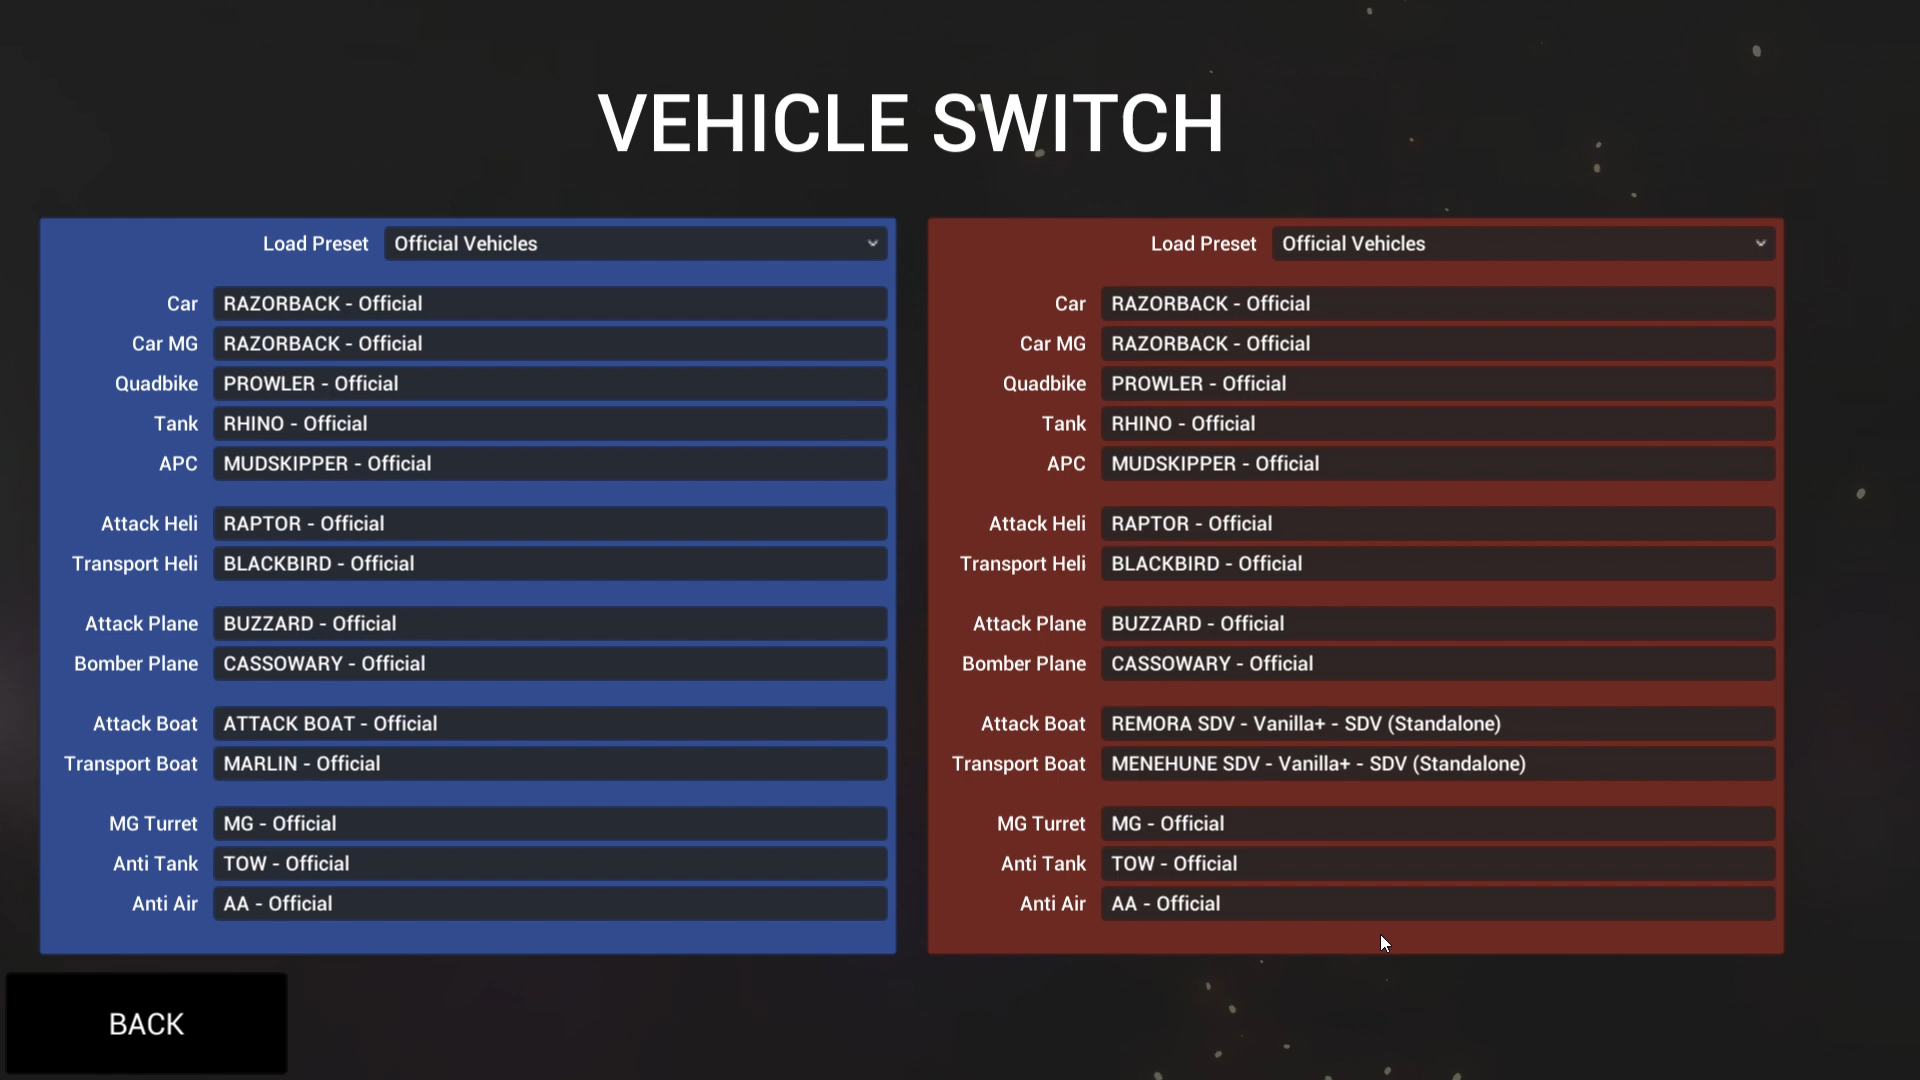 VEHICLE SWITCH
Load Preset Official Vehicles
Car RAZORBACK - Official
Car MG RAZORBACK - Official
Quadbike PROWLER - Official
Tank RHINO - Official
APC MUDSKIPPER - Official
Attack Heli RAPTOR - Official
Transport Heli BLACKBIRD - Official
Attack Plane BUZZARD - Official
Bomber Plane CASSOWARY - Official
Attack Boat ATTACK BOAT - Official
Transport Boat MARLIN - Official
MG Turret MG - Official
Anti Tank TOW - Official
Anti Air AA - Official
Load Preset Official Vehicles
Car RAZORBACK - Official
Car MG RAZORBACK - Official
Quadbike PROWLER - Official
Tank RHINO - Official
APC MUDSKIPPER - Official
Attack Heli RAPTOR - Official
Transport Heli BLACKBIRD - Official
Attack Plane BUZZARD - Official
Bomber Plane CASSOWARY - Official
Attack Boat REMORA SDV - Vanilla+ - SDV (Standalone)
Transport Boat MENEHUNE SDV - Vanilla+ - SDV (Standalone)
MG Turret MG - Official
Anti Tank TOW - Official
Anti Air AA - Official
BACK